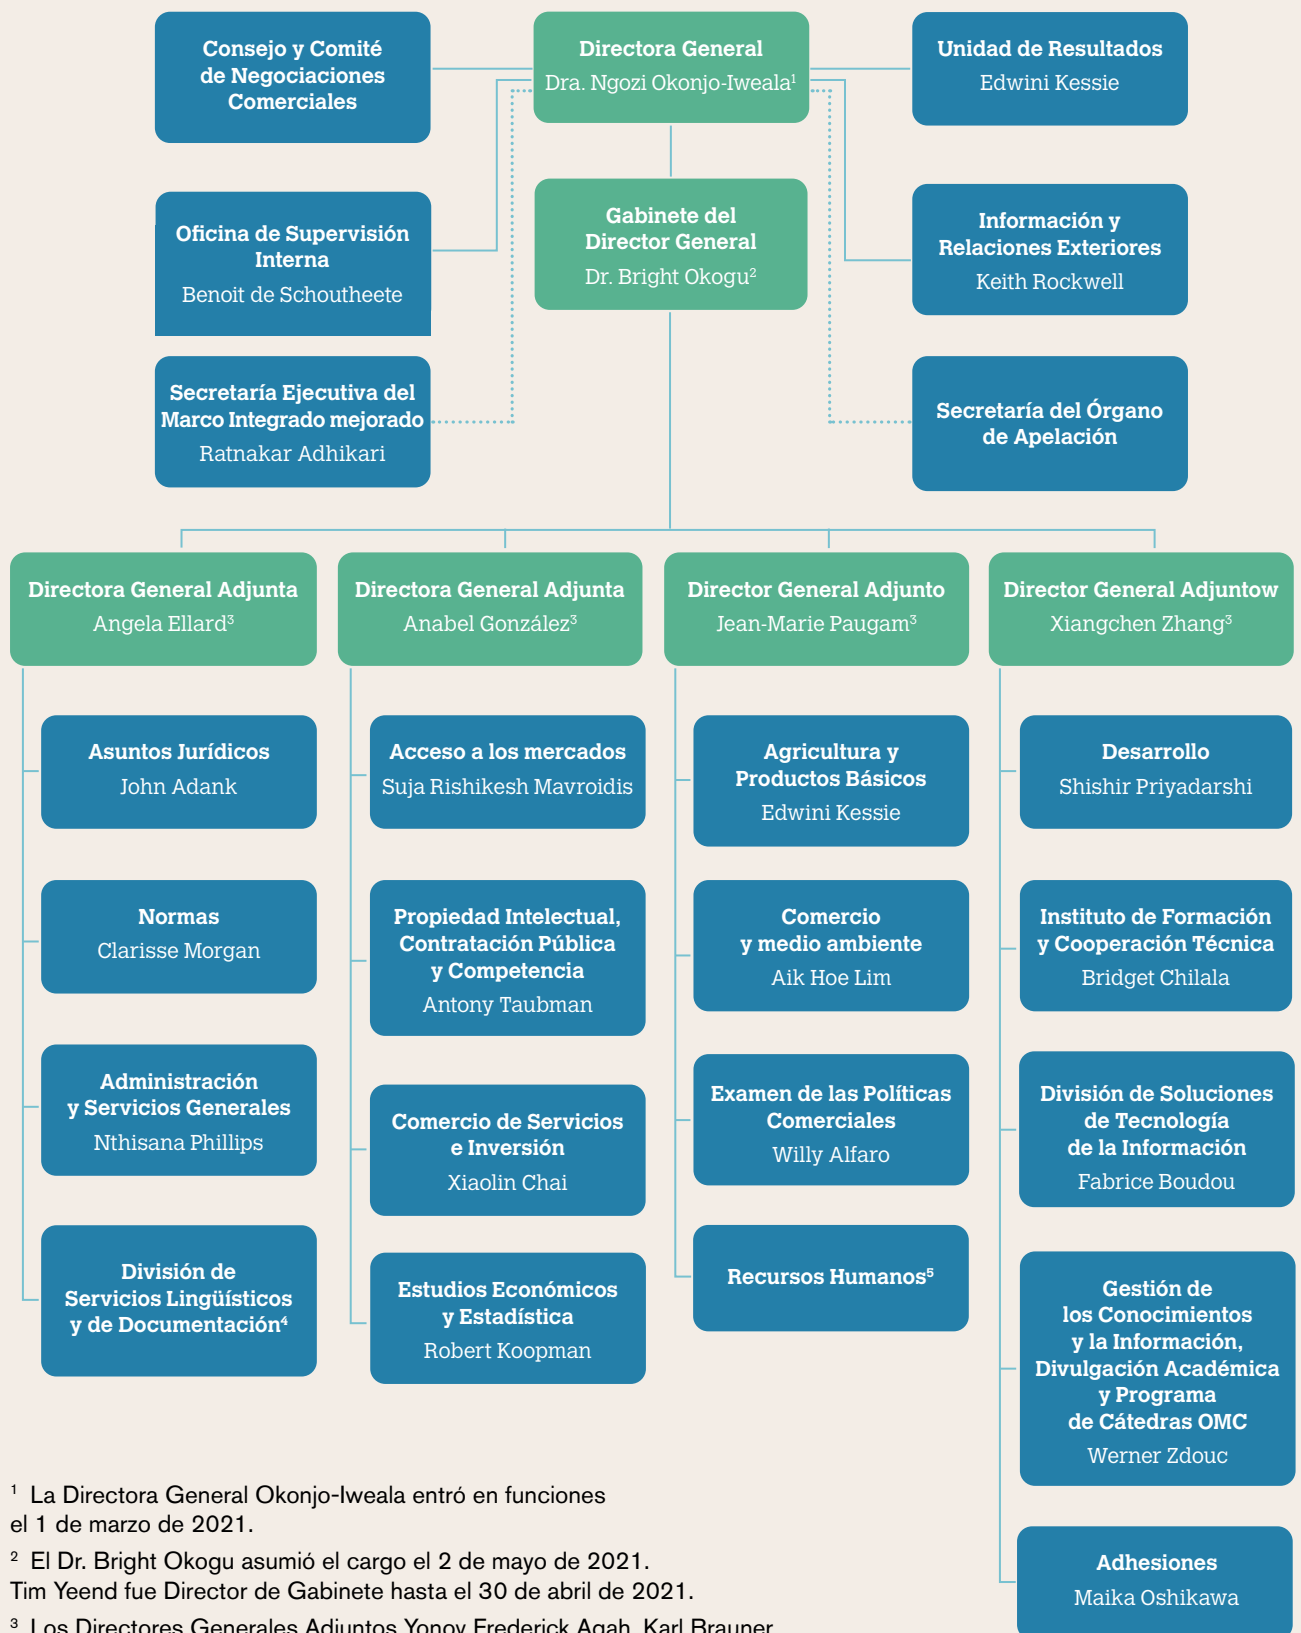 Consejo y Comité
de Negociaciones
Comerciales
Directora General
Dra. Ngozi Okonjo-Iweala¹
Unidad de Resultados
Edwini Kessie
Oficina de Supervisión
Interna
Benoit de Schoutheete
Gabinete del
Director General
Dr. Bright Okogu²
Información y
Relaciones Exteriores
Keith Rockwell
Secretaría Ejecutiva del
Marco Integrado mejorado
Ratnakar Adhikari
Secretaría del Órgano
de Apelación
Directora General Adjunta
Angela Ellard³
Asuntos Jurídicos
John Adank
Normas
Clarisse Morgan
Administración
y Servicios Generales
Nthisana Phillips
División de
Servicios Lingüísticos
y de Documentación⁴
Directora General Adjunta
Anabel González³
Acceso a los mercados
Suja Rishikesh Mavroidis
Propiedad Intelectual,
Contratación Pública
y Competencia
Antony Taubman
Comercio de Servicios
e Inversión
Xiaolin Chai
Estudios Económicos
y Estadística
Robert Koopman
Director General Adjunto
Jean-Marie Paugam³
Agricultura y
Productos Básicos
Edwini Kessie
Comercio
y medio ambiente
Aik Hoe Lim
Examen de las Políticas
Comerciales
Willy Alfaro
Recursos Humanos⁵
Director General Adjuntow
Xiangchen Zhang³
Desarrollo
Shishir Priyadarshi
Instituto de Formación
y Cooperación Técnica
Bridget Chilala
División de Soluciones
de Tecnología
de la Información
Fabrice Boudou
Gestión de
los Conocimientos
y la Información,
Divulgación Académica
y Programa
de Cátedras OMC
Werner Zdouc
Adhesiones
Maika Oshikawa
¹ La Directora General Okonjo-Iweala entró en funciones
el 1 de marzo de 2021.
² El Dr. Bright Okogu asumió el cargo el 2 de mayo de 2021.
Tim Yeend fue Director de Gabinete hasta el 30 de abril de 2021.
³ Los Directores Generales Adjuntos Yonov Frederick Agah, Karl Brauner